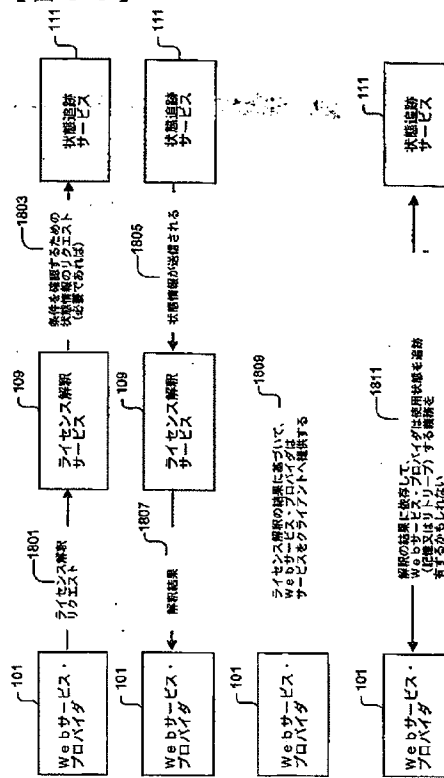 101
Webサービス・
プロバイダ
1801
ライセンス解釈
リクエスト
109
ライセンス解釈
サービス
1803
条件を確認するための
状態情報のリクエスト
(必要であれば)
111
状態追跡
サービス
101
Webサービス・
プロバイダ
1807
解釈結果
109
ライセンス解釈
サービス
1805
状態情報が送信される
111
状態追跡
サービス
101
Webサービス・
プロバイダ
ライセンス解釈の結果に基づいて、
Webサービス・プロバイダは
サービスをクライアントへ提供する
1809
101
Webサービス・
プロバイダ
解釈の結果に依存して、
Webサービス・プロバイダは使用状態を追跡
(記憶又はリトリーブ)する義務を
有するかもしれない
1811
111
状態追跡
サービス